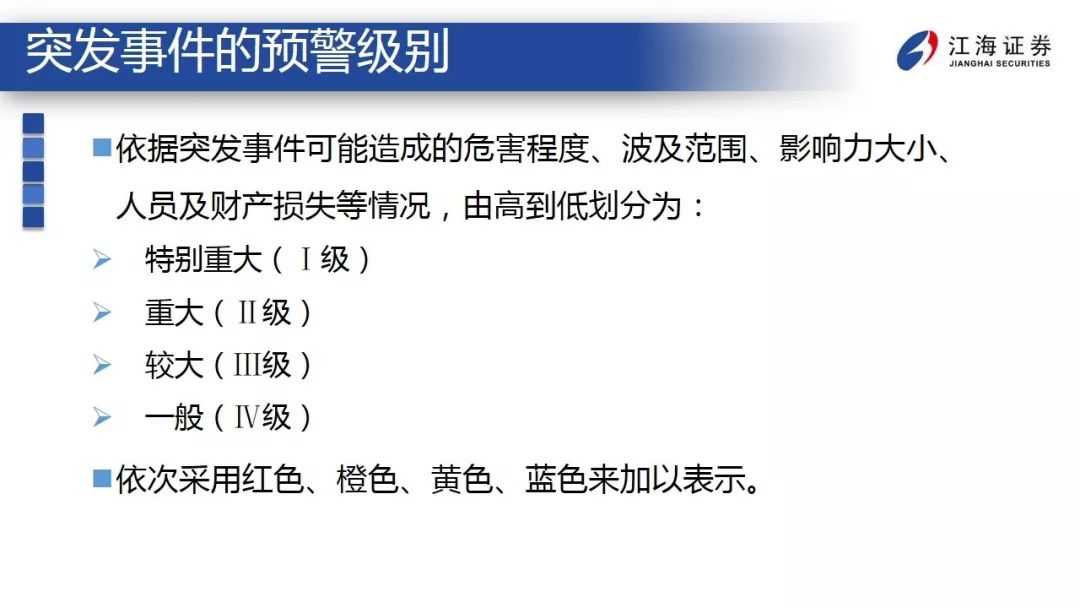 突发事件的预警级别
江海证券
JIANGHAI SECURITIES
依据突发事件可能造成的危害程度、波及范围、影响力大小、
人员及财产损失等情况，由高到低划分为：
特别重大（Ⅰ级）
重大（Ⅱ级）
较大（Ⅲ级）
一般（Ⅳ级）
依次采用红色、橙色、黄色、蓝色来加以表示。